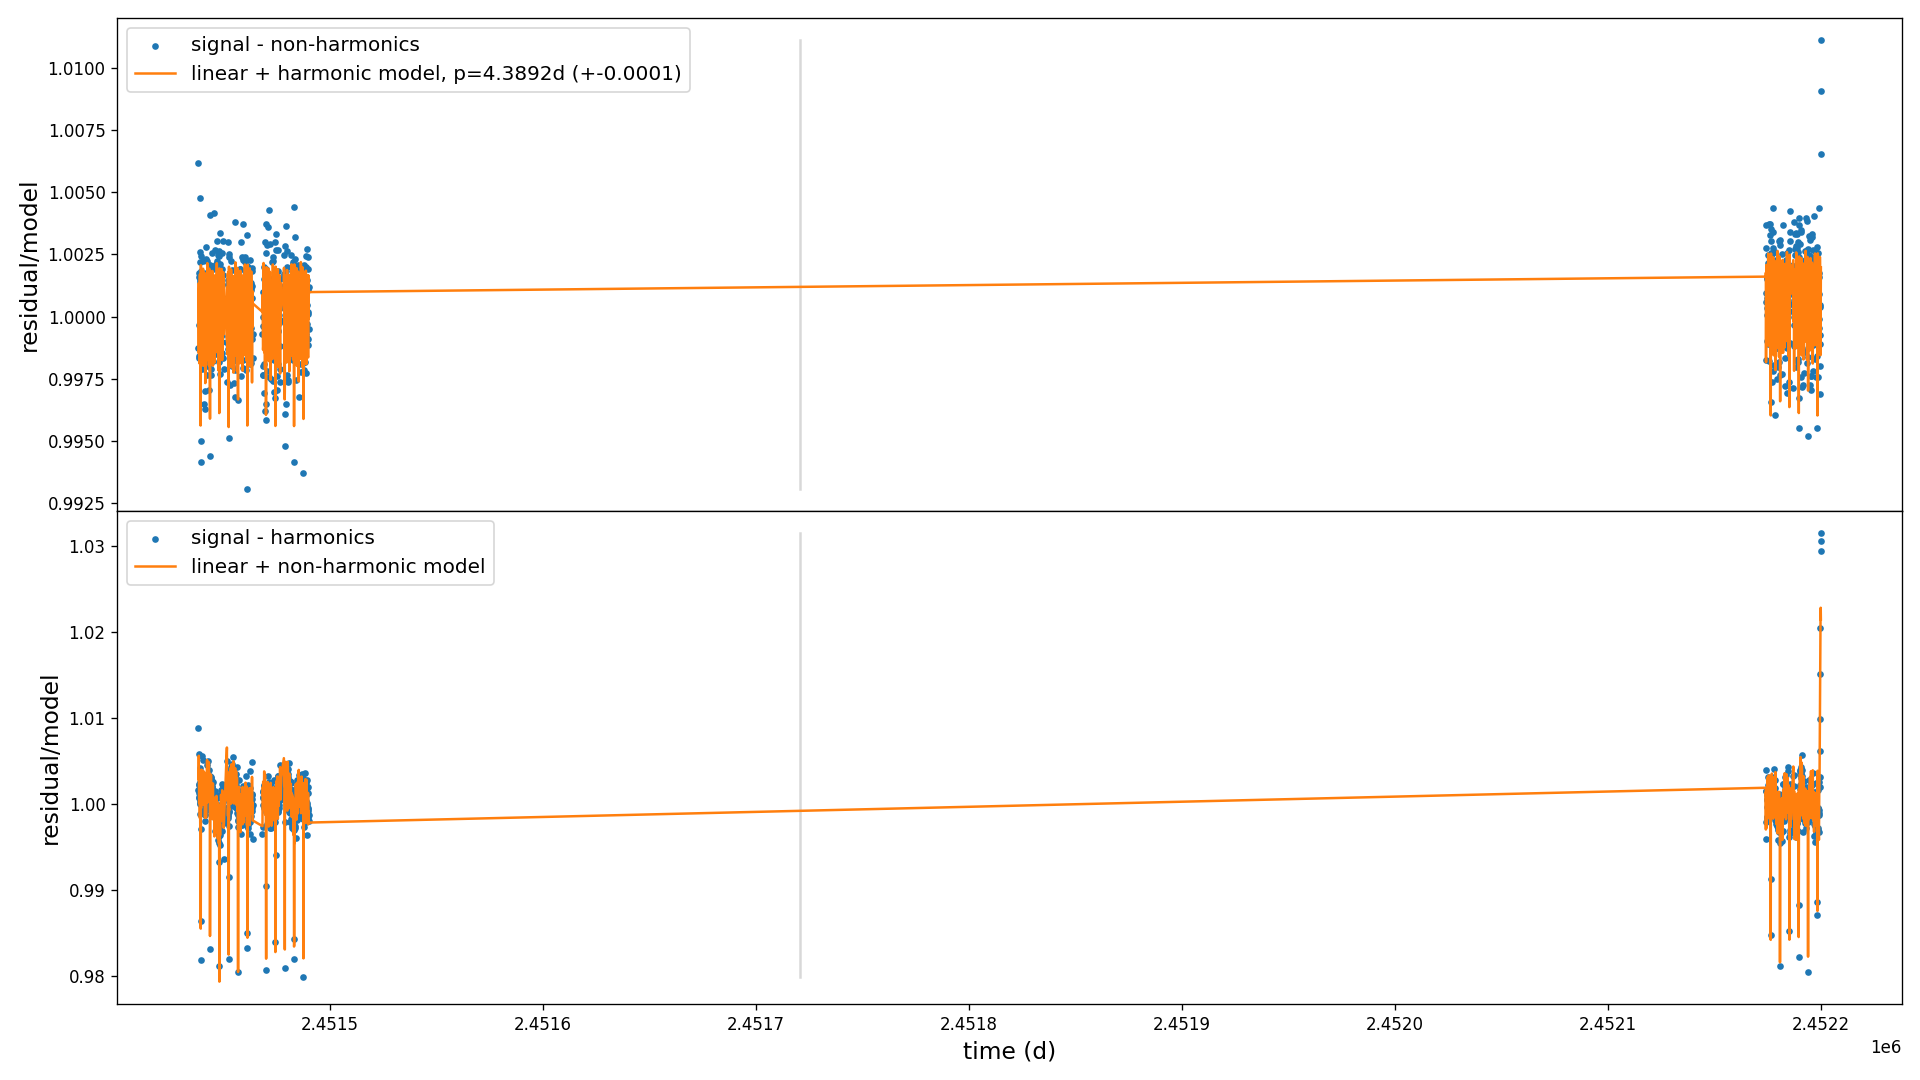 signal - non-harmonics
linear + harmonic model, p=4.3892d (+-0.0001)
1.0100
1.0075
1.0050
1.0025
1.0000
0.9975
0.9950
0.9925
residual/model
signal - harmonics
linear + non-harmonic model
1.03
1.02
1.01
1.00
0.99
0.98
residual/model
2.4515 2.4516 2.4517 2.4518 2.4519 2.4520 2.4521 2.4522
1e6
time (d)